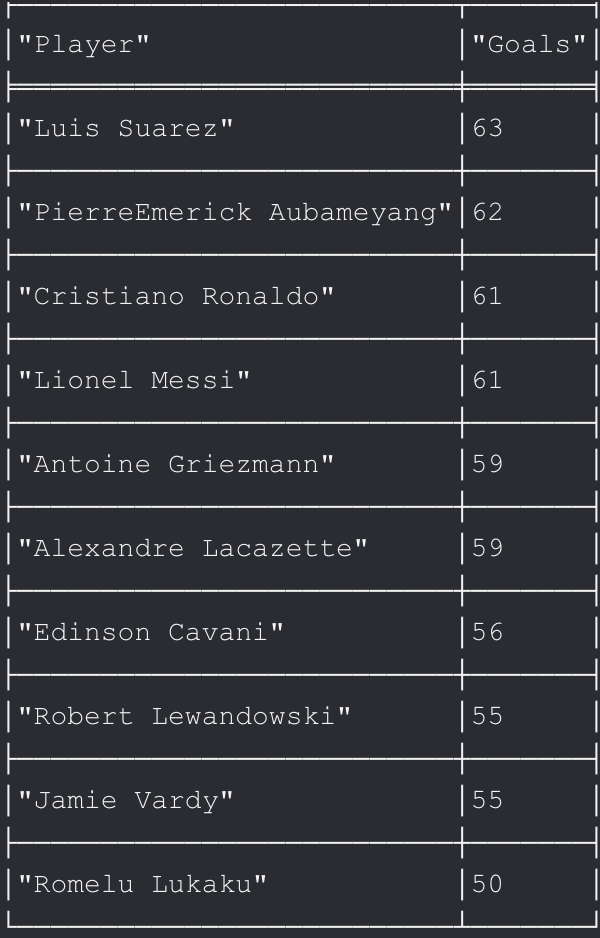 "Player" "Goals"
"Luis Suarez" 63
"PierreEmerick Aubameyang" 62
"Cristiano Ronaldo" 61
"Lionel Messi" 61
"Antoine Griezmann" 59
"Alexandre Lacazette" 59
"Edinson Cavani" 56
"Robert Lewandowski" 55
"Jamie Vardy" 55
"Romelu Lukaku" 50